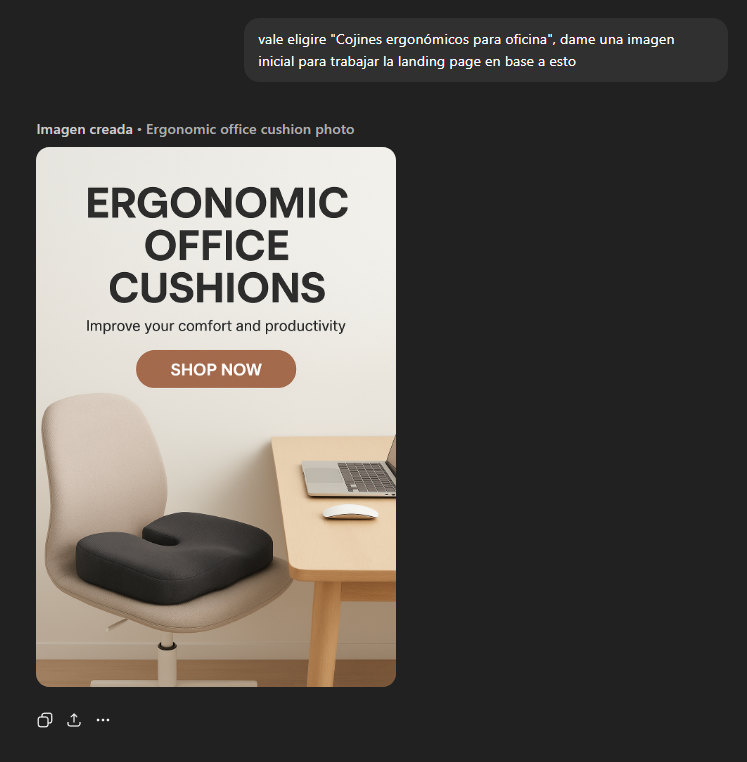 vale eligire "Cojines ergonómicos para oficina", dame una imagen
inicial para trabajar la landing page en base a esto
Imagen creada • Ergonomic office cushion photo
ERGONOMIC
OFFICE
CUSHIONS
Improve your comfort and productivity
SHOP NOW